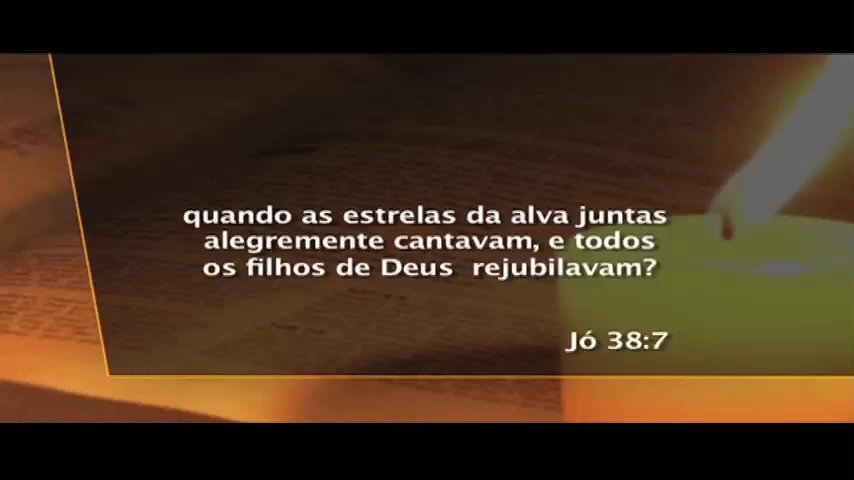 quando as estrelas da alva juntas
alegremente cantavam, e todos
os filhos de Deus rejubilavam?
Jó 38:7